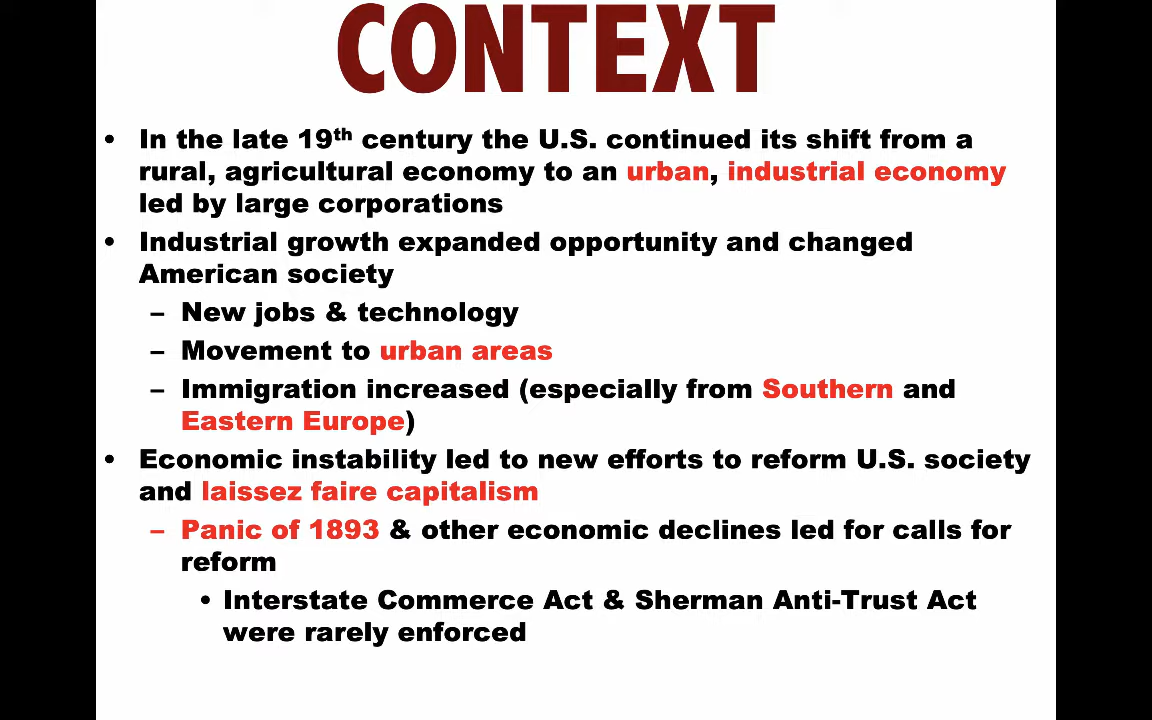 CONTEXT
• In the late 19th century the U.S. continued its shift from a
rural, agricultural economy to an urban, industrial economy
led by large corporations
• Industrial growth expanded opportunity and changed
American society
– New jobs & technology
– Movement to urban areas
– Immigration increased (especially from Southern and
Eastern Europe)
• Economic instability led to new efforts to reform U.S. society
and laissez faire capitalism
– Panic of 1893 & other economic declines led for calls for
reform
• Interstate Commerce Act & Sherman Anti-Trust Act
were rarely enforced